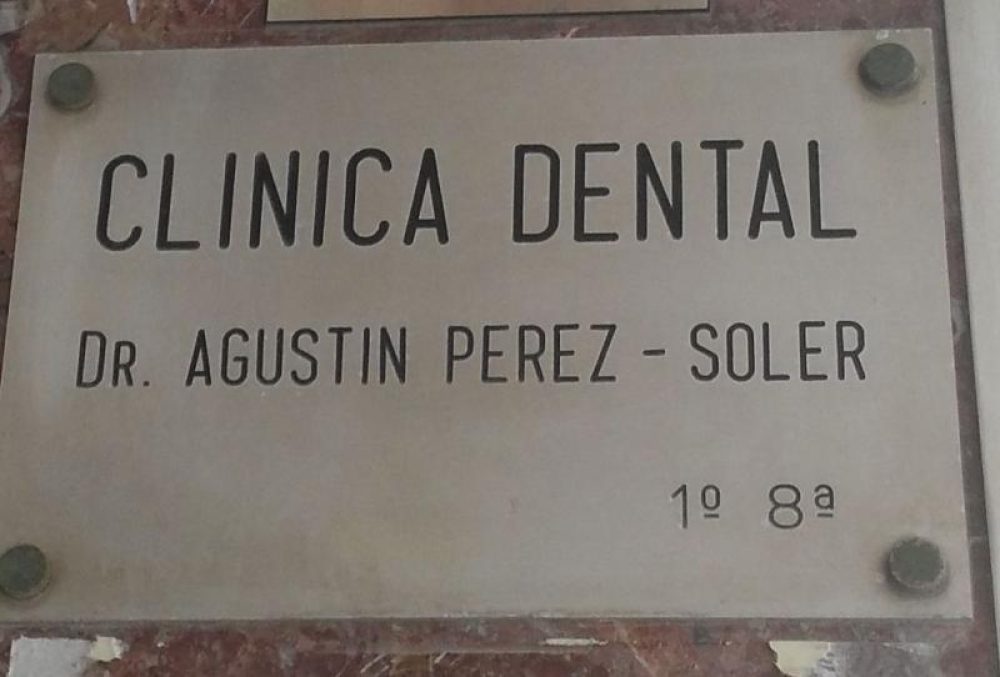 CLINICA DENTAL
DR. AGUSTIN PEREZ - SOLER
1º 8ª